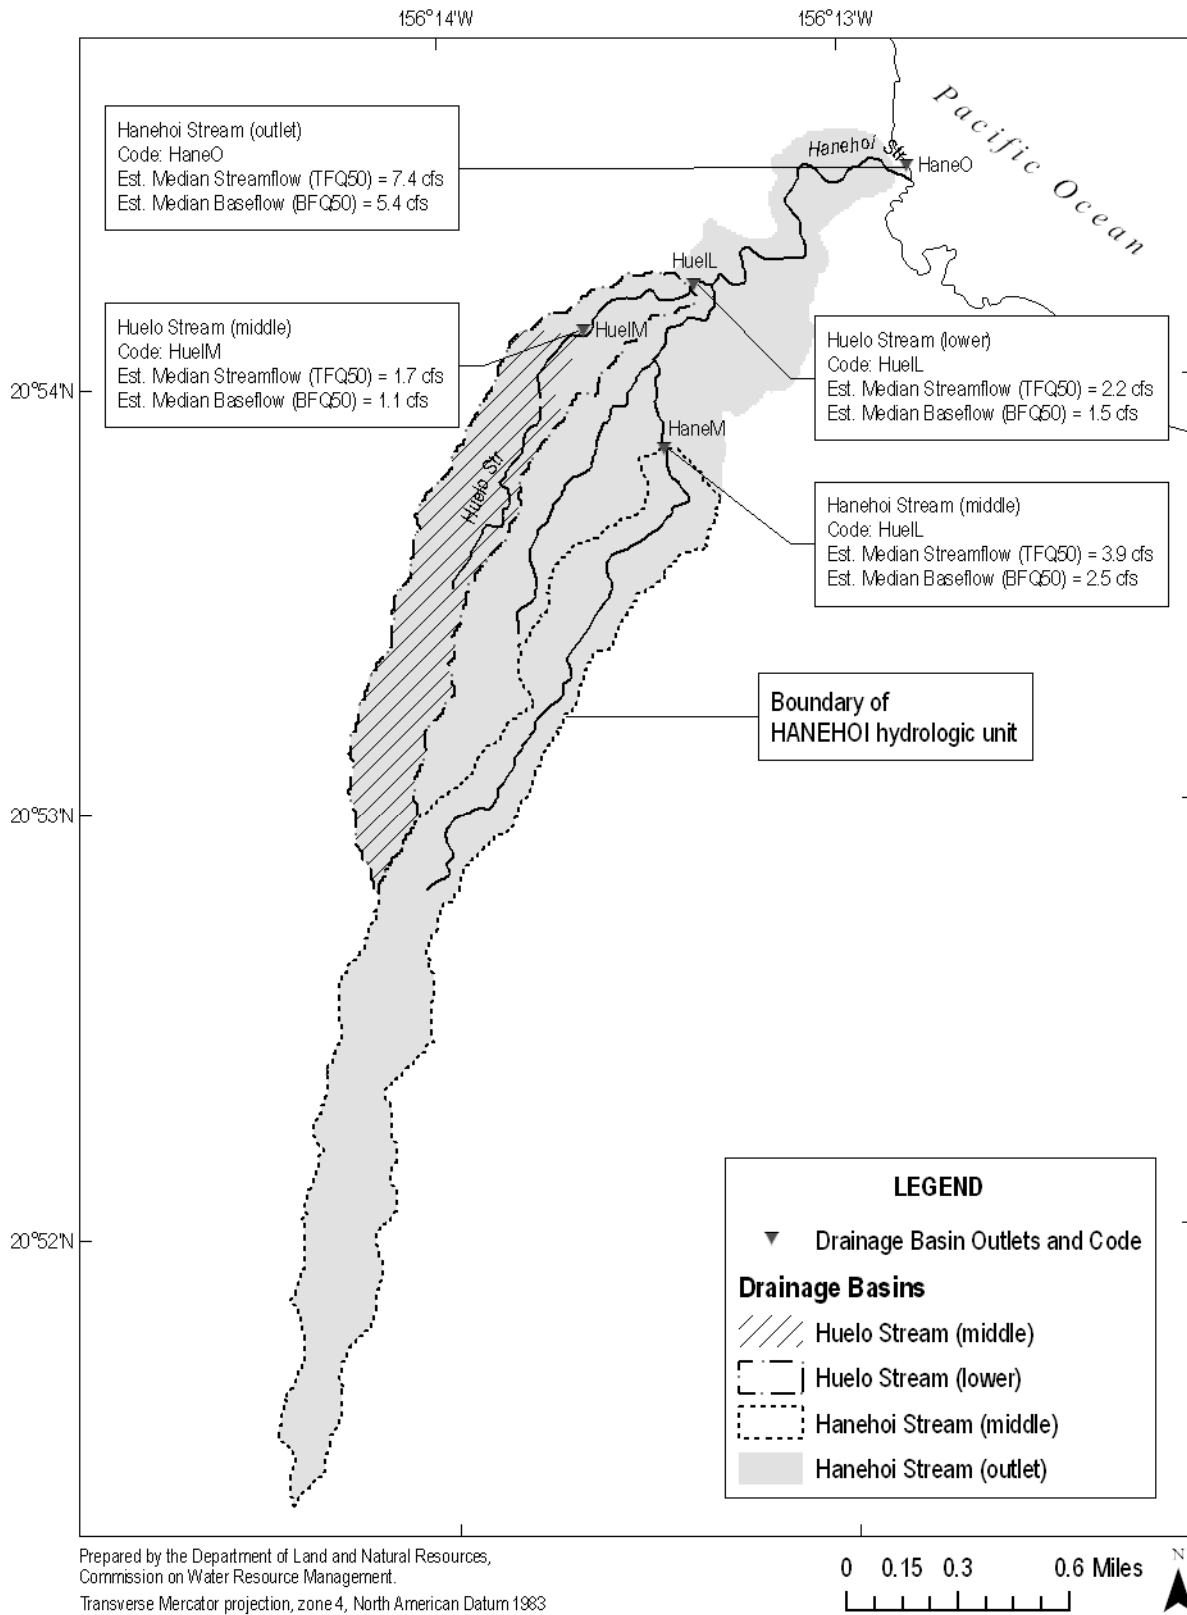 156°14'W
156°13'W
Pacific Ocean
Hanehoi Stream (outlet)
Code: HaneO
Est. Median Streamflow (TFQ50) = 7.4 cfs
Est. Median Baseflow (BFQ50) = 5.4 cfs
Hanehoi Str
HaneO
HuelL
Huelo Stream (middle)
Code: HuelM
Est. Median Streamflow (TFQ50) = 1.7 cfs
Est. Median Baseflow (BFQ50) = 1.1 cfs
HuelM
Huelo Stream (lower)
Code: HuelL
Est. Median Streamflow (TFQ50) = 2.2 cfs
Est. Median Baseflow (BFQ50) = 1.5 cfs
20°54'N
HaneM
Huelo Str
Hanehoi Stream (middle)
Code: HuelL
Est. Median Streamflow (TFQ50) = 3.9 cfs
Est. Median Baseflow (BFQ50) = 2.5 cfs
Boundary of
HANEHOI hydrologic unit
20°53'N
20°52'N
LEGEND
Drainage Basin Outlets and Code
Drainage Basins
Huelo Stream (middle)
Huelo Stream (lower)
Hanehoi Stream (middle)
Hanehoi Stream (outlet)
Prepared by the Department of Land and Natural Resources,
Commission on Water Resource Management.
Transverse Mercator projection, zone 4, North American Datum 1983
0 0.15 0.3 0.6 Miles
N